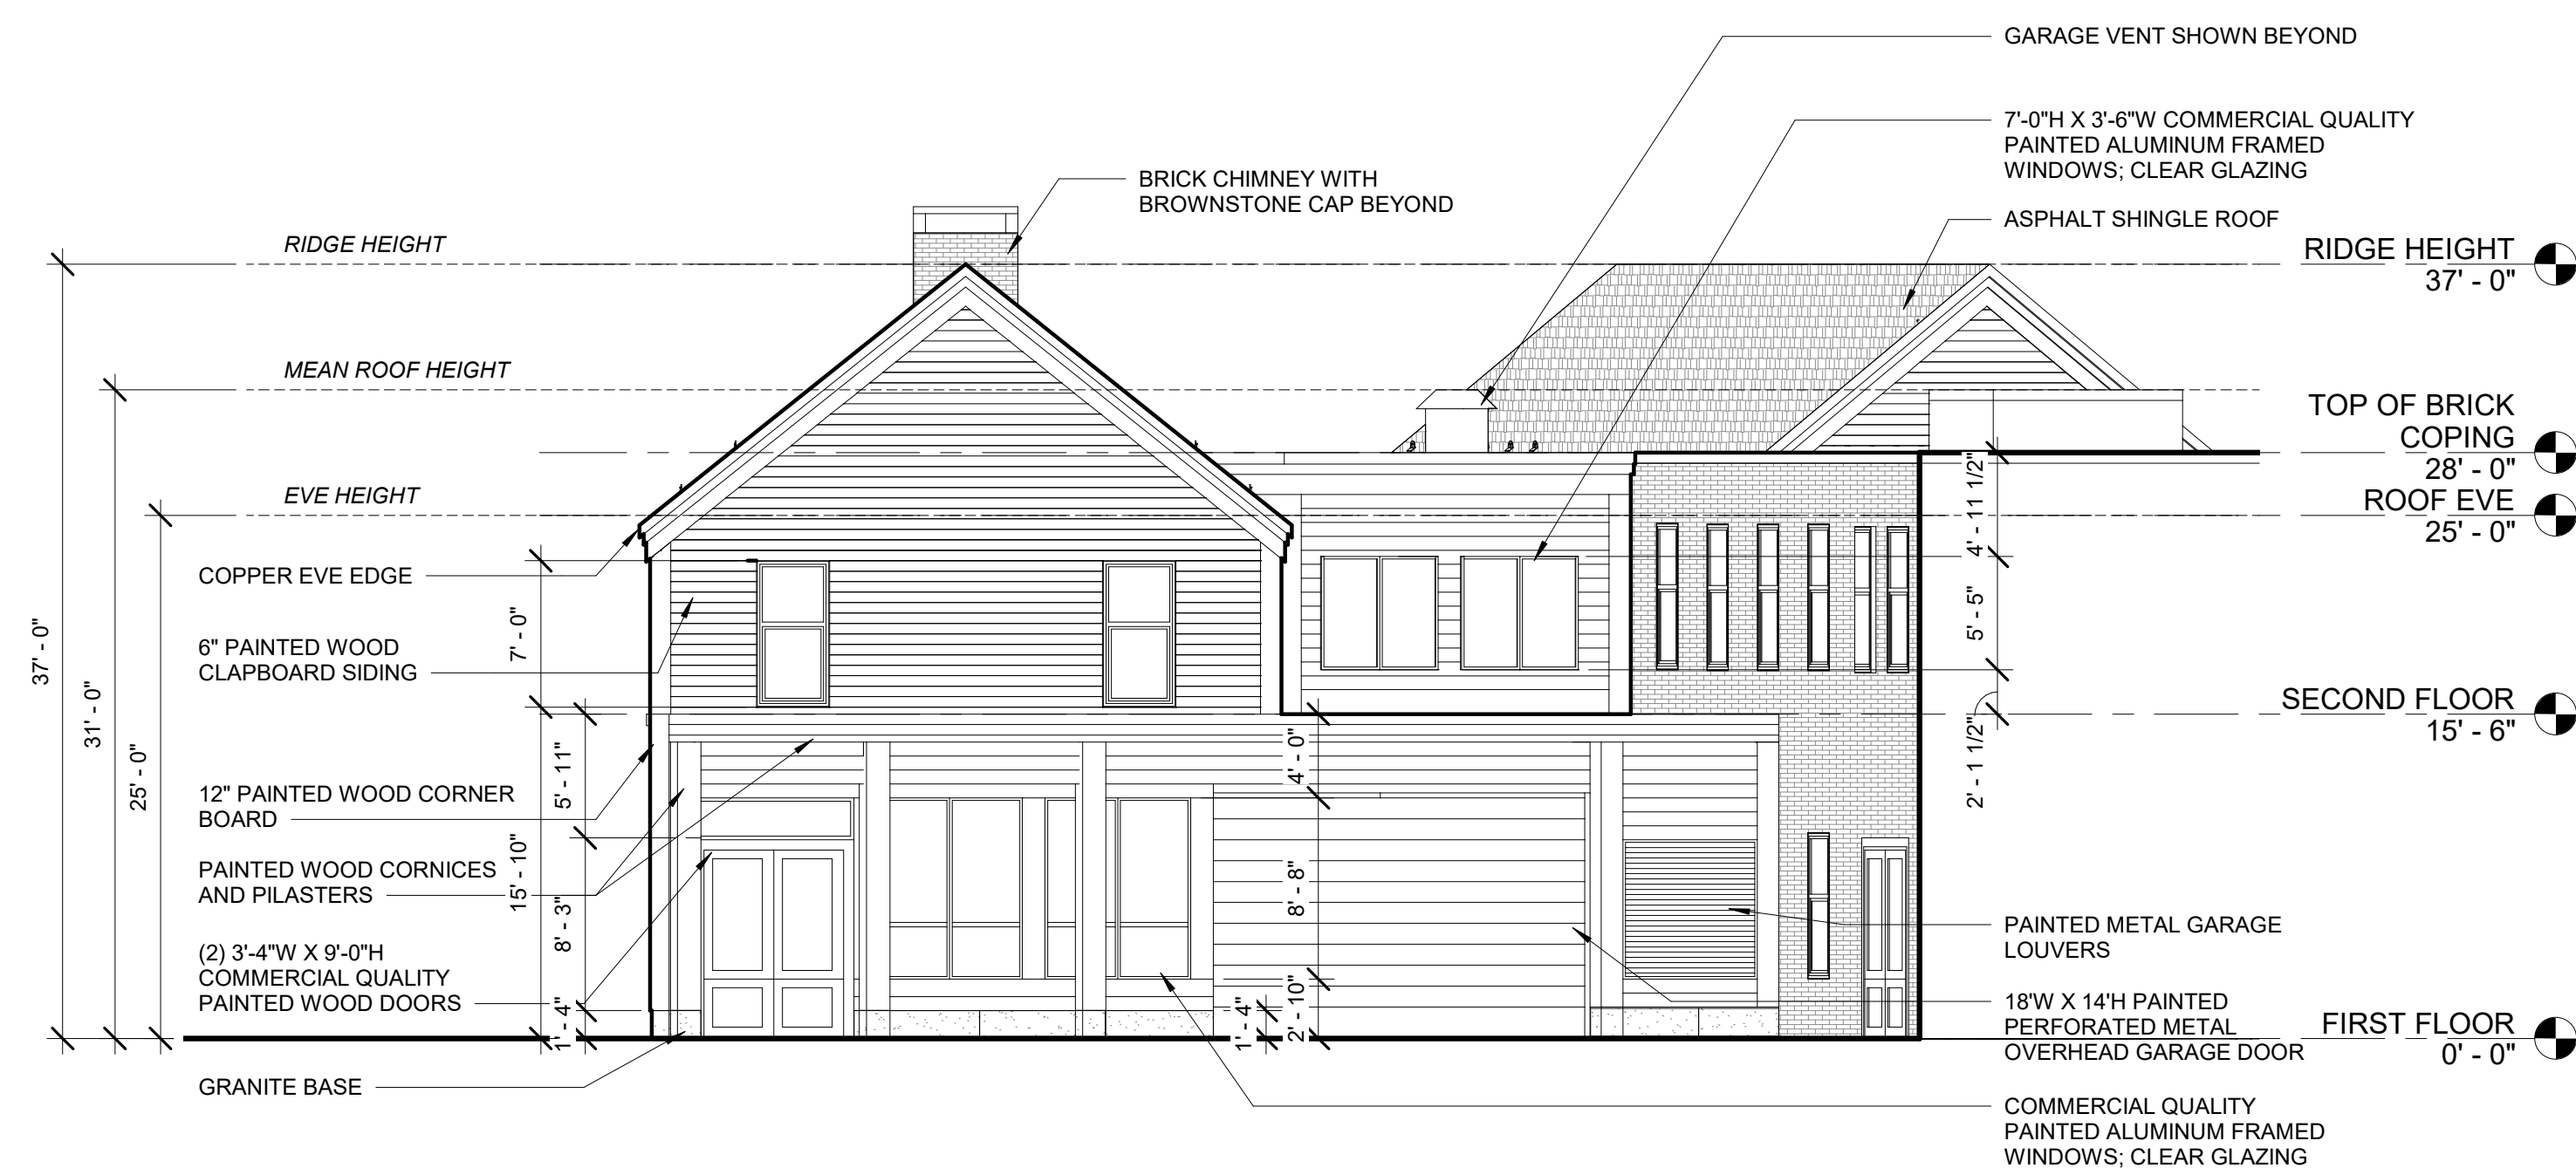 GARAGE VENT SHOWN BEYOND
7'-0"H X 3'-6"W COMMERCIAL QUALITY
PAINTED ALUMINUM FRAMED
WINDOWS; CLEAR GLAZING
BRICK CHIMNEY WITH
BROWNSTONE CAP BEYOND
ASPHALT SHINGLE ROOF
RIDGE HEIGHT
RIDGE HEIGHT
37' - 0"
MEAN ROOF HEIGHT
TOP OF BRICK
COPING
28' - 0"
EVE HEIGHT
ROOF EVE
25' - 0"
4' - 11 1/2"
COPPER EVE EDGE
7' - 0"
5' - 5"
6" PAINTED WOOD
CLAPBOARD SIDING
37' - 0"
31' - 0"
25' - 0"
SECOND FLOOR
15' - 6"
5' - 11"
4' - 0"
2' - 1 1/2"
12" PAINTED WOOD CORNER
BOARD
PAINTED WOOD CORNICES
AND PILASTERS
15' - 10"
8' - 3"
8' - 8"
PAINTED METAL GARAGE
LOUVERS
(2) 3'-4"W X 9'-0"H
COMMERCIAL QUALITY
PAINTED WOOD DOORS
1' - 4"
1' - 4"
2' - 10"
18'W X 14'H PAINTED
PERFORATED METAL
OVERHEAD GARAGE DOOR
FIRST FLOOR
0' - 0"
GRANITE BASE
COMMERCIAL QUALITY
PAINTED ALUMINUM FRAMED
WINDOWS; CLEAR GLAZING